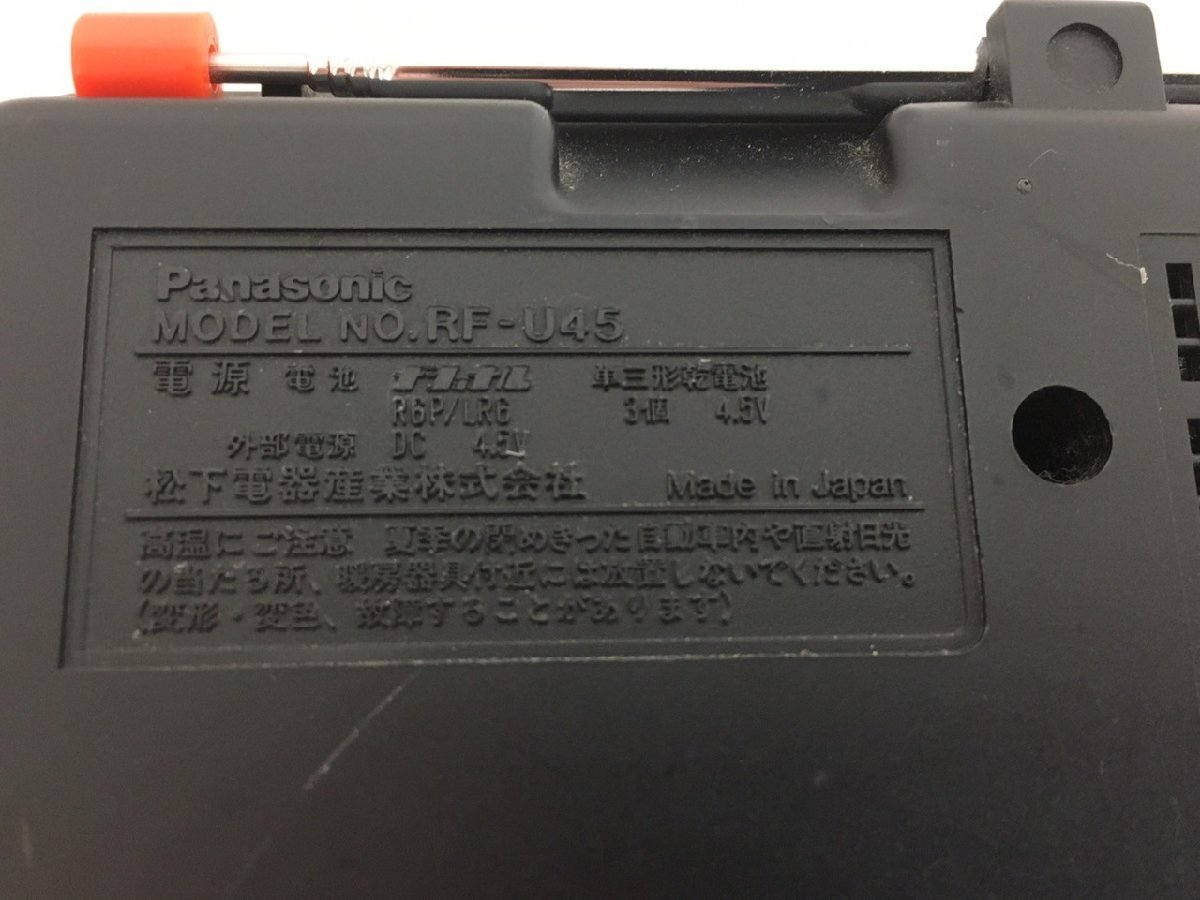 Panasonic
MODEL NO. RF-U45
電源 電池 ナショナル 単三形乾電池
R6P/LR6 3個 4.5V
外部電源 DC 4.5V
松下電器産業株式会社 Made in Japan
高温にご注意 夏季の閉めきった自動車内や直射日光
の当たる所、暖房器具付近には放置しないでください。
(変形・変色、故障することがあります)